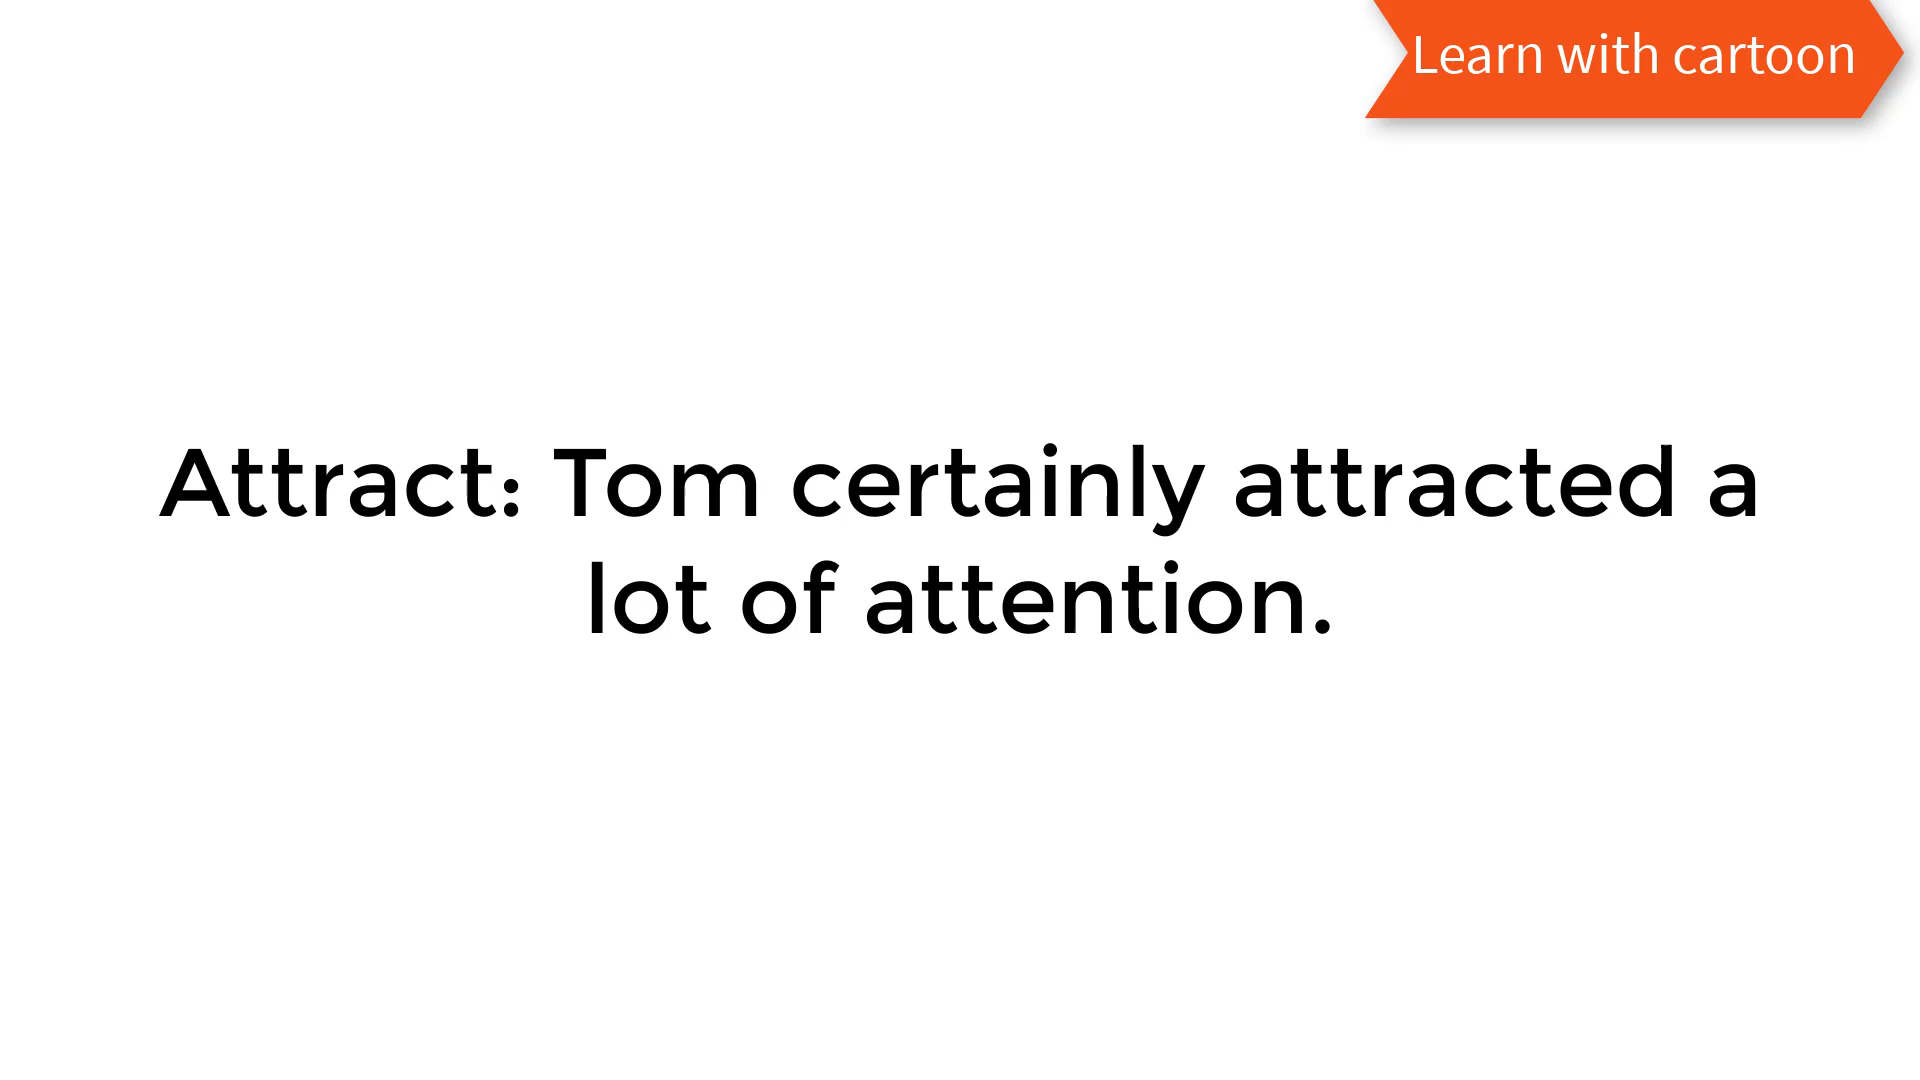 Learn with cartoon
Attract: Tom certainly attracted a
lot of attention.